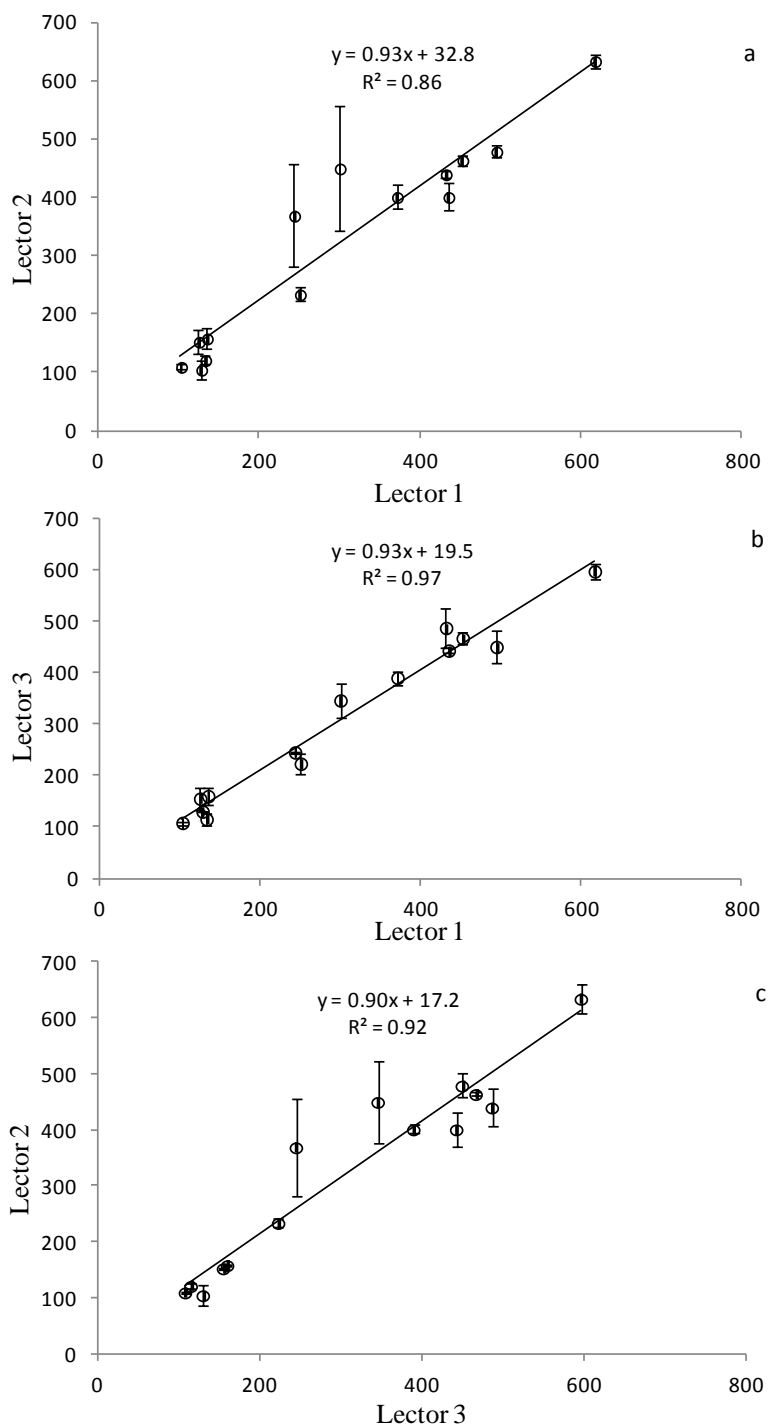 700
600
500
400
300
200
100
0
Lector 2
y = 0.93x + 32.8
R² = 0.86
a
0 200 400 600 800
Lector 1
700
600
500
400
300
200
100
0
Lector 3
y = 0.93x + 19.5
R² = 0.97
b
0 200 400 600 800
Lector 1
700
600
500
400
300
200
100
0
Lector 2
y = 0.90x + 17.2
R² = 0.92
c
0 200 400 600 800
Lector 3